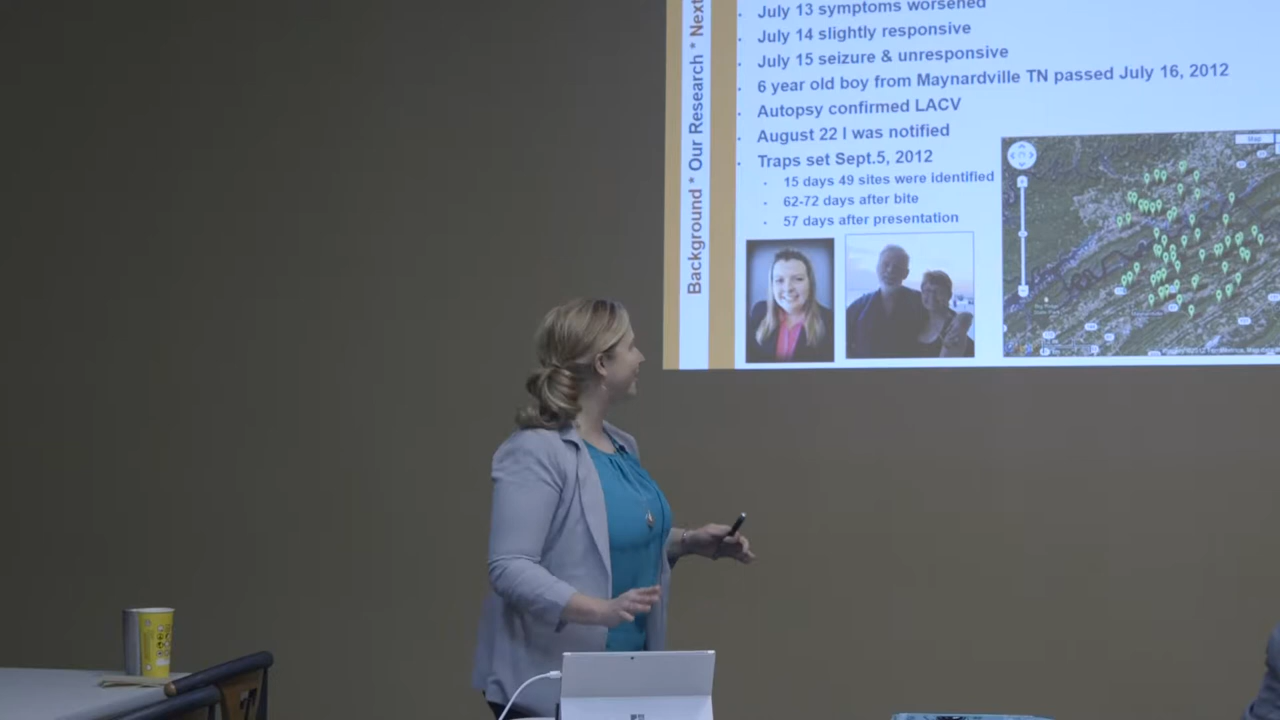 July 13 symptoms worsened
July 14 slightly responsive
July 15 seizure & unresponsive
6 year old boy from Maynardville TN passed July 16, 2012
Autopsy confirmed LACV
August 22 I was notified
Traps set Sept.5, 2012
15 days 49 sites were identified
62-72 days after bite
57 days after presentation
Background * Our Research * Next
Map